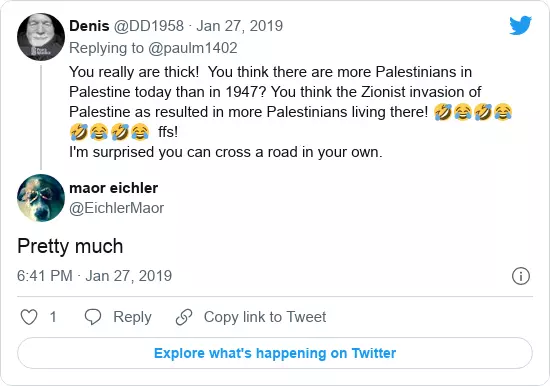 Denis @DD1958 · Jan 27, 2019
Replying to @paulm1402
You really are thick!  You think there are more Palestinians in
Palestine today than in 1947? You think the Zionist invasion of
Palestine as resulted in more Palestinians living there! 🤣😂🤣😂
🤣😂🤣😂  ffs!
I'm surprised you can cross a road in your own.
maor eichler
@EichlerMaor
Pretty much
6:41 PM · Jan 27, 2019
1 Reply Copy link to Tweet
Explore what's happening on Twitter